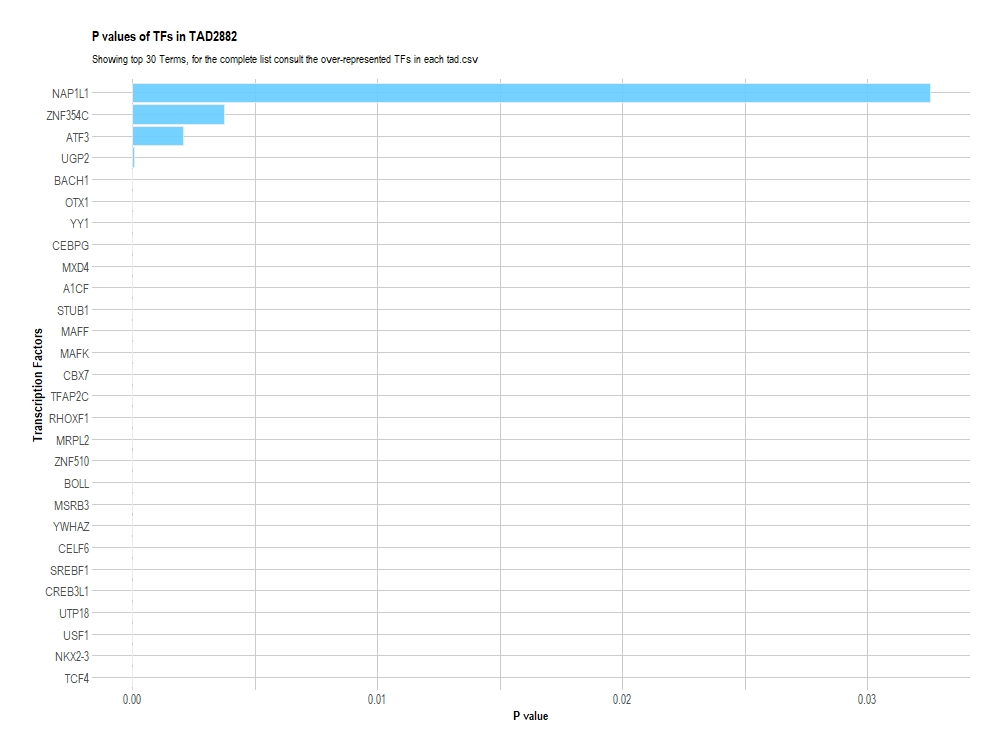 P values of TFs in TAD2882
Showing top 30 Terms, for the complete list consult the over-represented TFs in each tad.csv
Transcription Factors
NAP1L1
ZNF354C
ATF3
UGP2
BACH1
OTX1
YY1
CEBPG
MXD4
A1CF
STUB1
MAFF
MAFK
CBX7
TFAP2C
RHOXF1
MRPL2
ZNF510
BOLL
MSRB3
YWHAZ
CELF6
SREBF1
CREB3L1
UTP18
USF1
NKX2-3
TCF4
0.00 0.01 0.02 0.03
P value